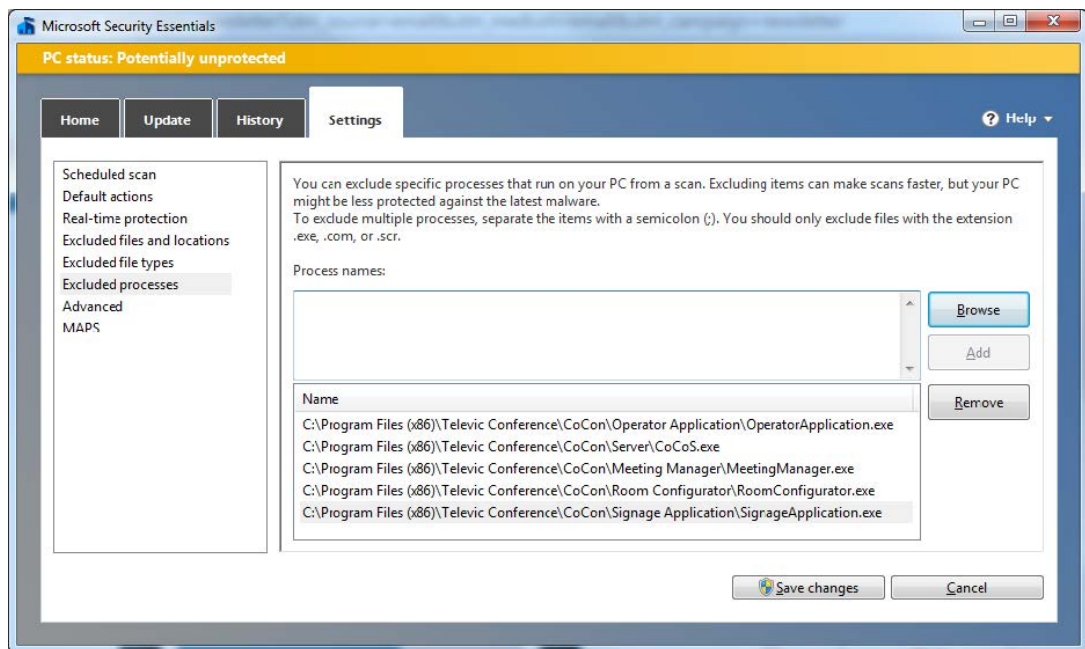 Microsoft Security Essentials
PC status: Potentially unprotected
Home
Update
History
Settings
Help
Scheduled scan
Default actions
Real-time protection
Excluded files and locations
Excluded file types
Excluded processes
Advanced
MAPS
You can exclude specific processes that run on your PC from a scan. Excluding items can make scans faster, but your PC
might be less protected against the latest malware.
To exclude multiple processes, separate the items with a semicolon (;). You should only exclude files with the extension
.exe, .com, or .scr.
Process names:
Browse
Add
Name
Remove
C:\Program Files (x86)\Televic Conference\CoCon\Operator Application\OperatorApplication.exe
C:\Program Files (x86)\Televic Conference\CoCon\Server\CoCoS.exe
C:\Program Files (x86)\Televic Conference\CoCon\Meeting Manager\MeetingManager.exe
C:\Program Files (x86)\Televic Conference\CoCon\Room Configurator\RoomConfigurator.exe
C:\Program Files (x86)\Televic Conference\CoCon\Signage Application\SignageApplication.exe
Save changes
Cancel